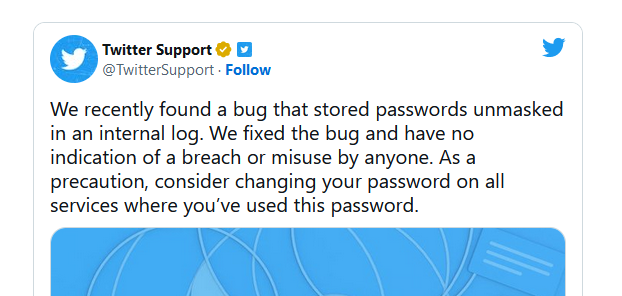 Twitter Support
@TwitterSupport · Follow
We recently found a bug that stored passwords unmasked
in an internal log. We fixed the bug and have no
indication of a breach or misuse by anyone. As a
precaution, consider changing your password on all
services where you’ve used this password.